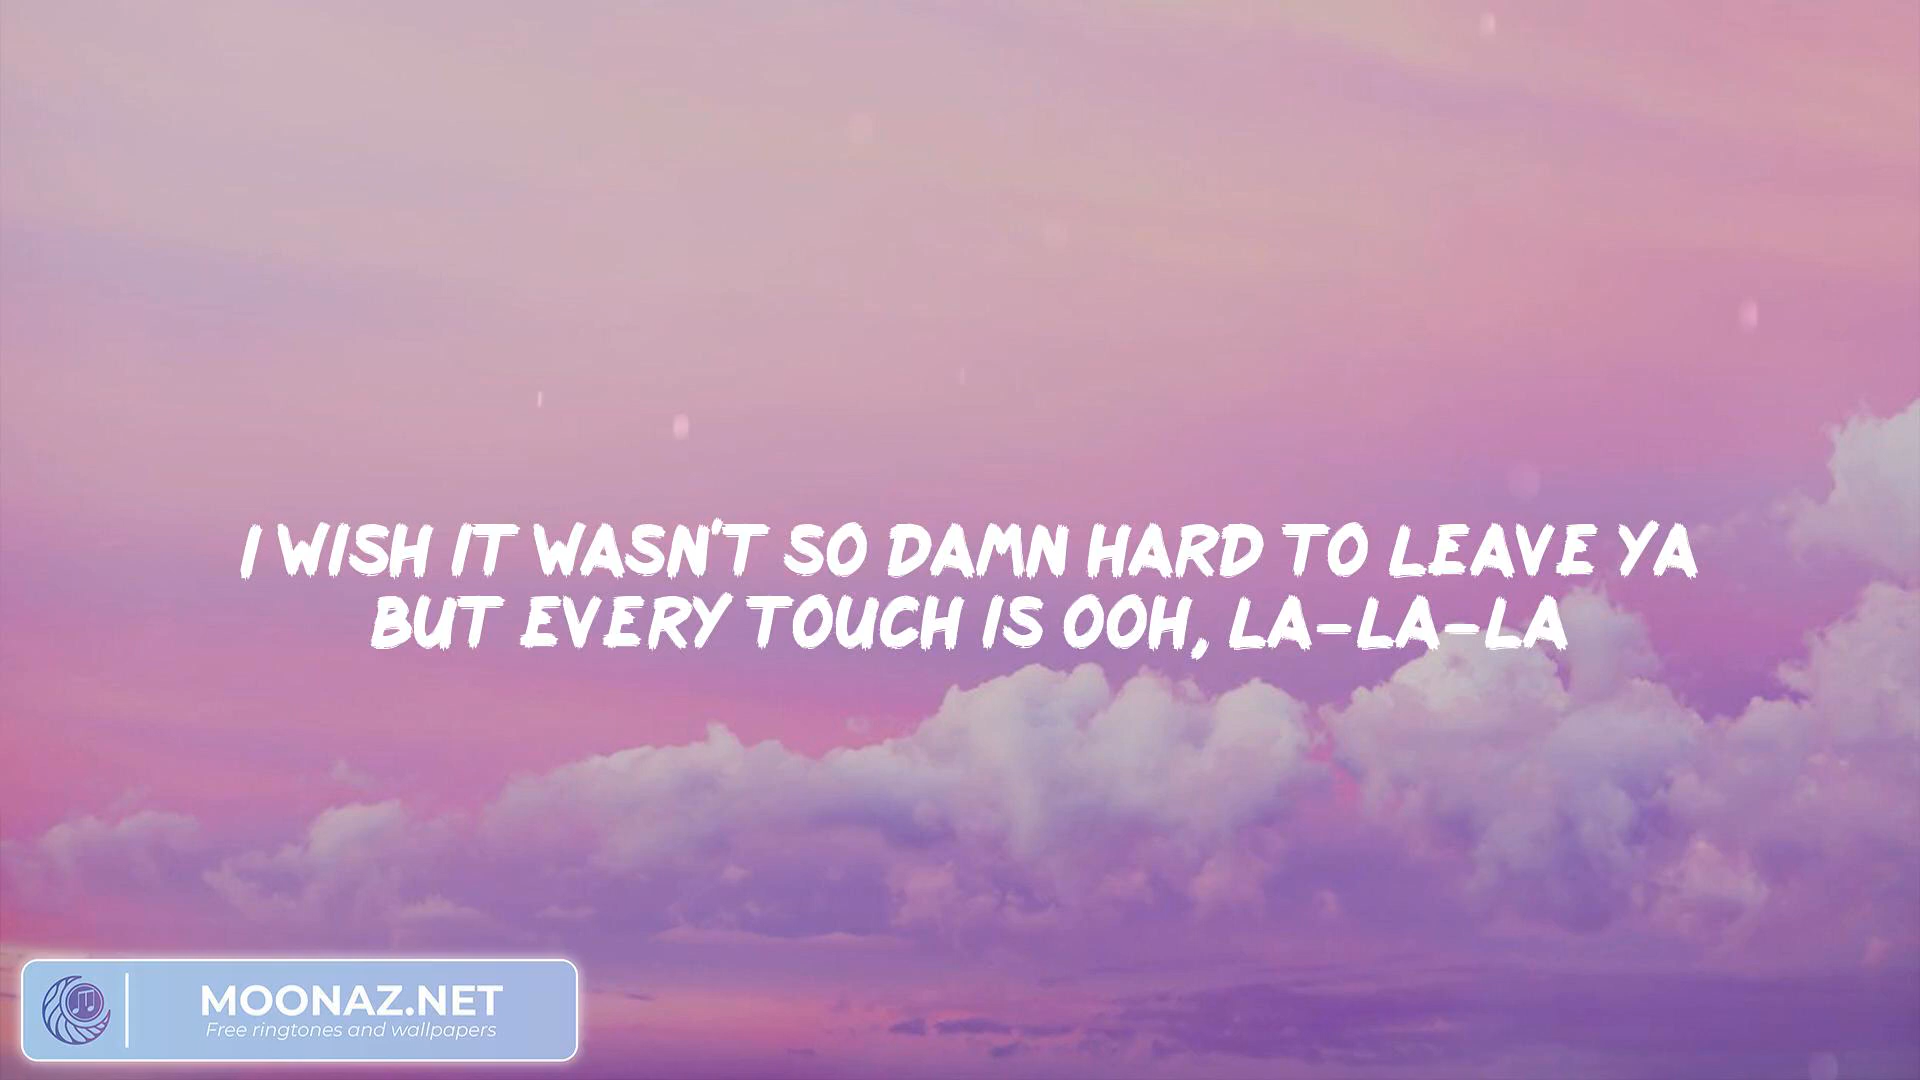 I WISH IT WASN'T SO DAMN HARD TO LEAVE YA
BUT EVERY TOUCH IS OOH, LA-LA-LA
MOONAZ.NET
Free ringtones and wallpapers